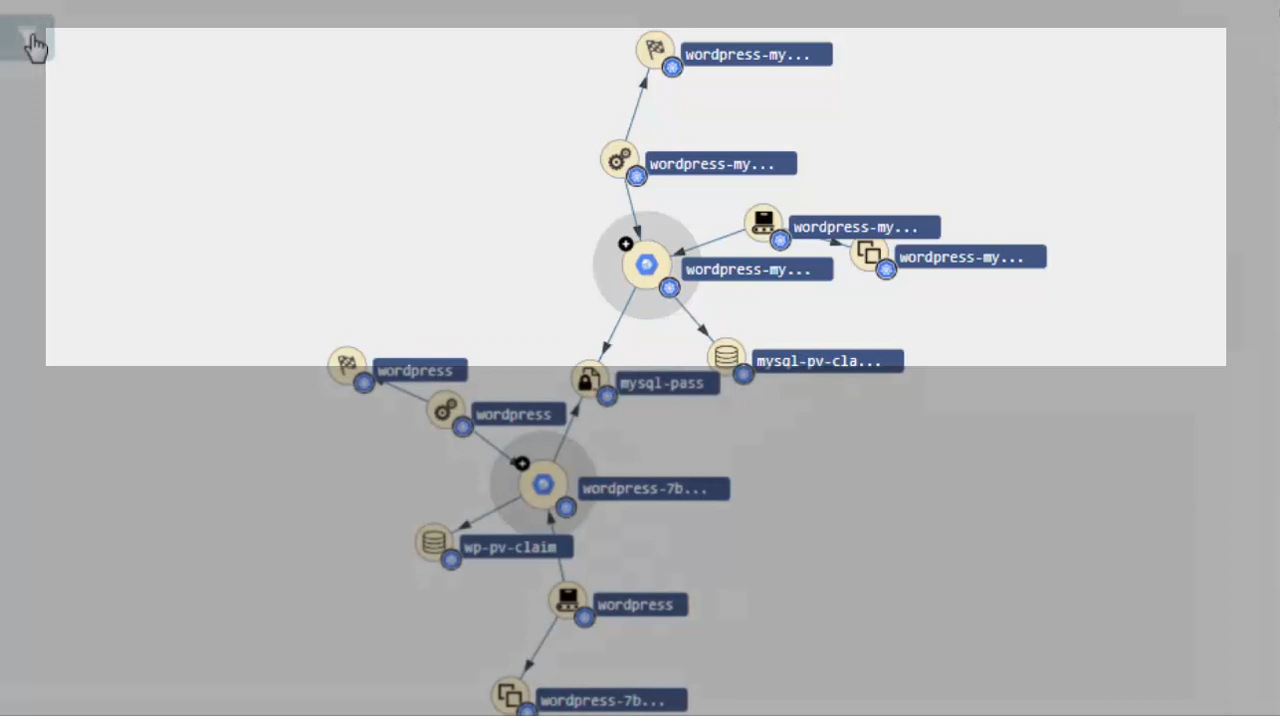 wordpress-my...
wordpress-my...
wordpress-my...
wordpress-my...
wordpress-my...
mysql-pv-cla...
wordpress
mysql-pass
wordpress
wordpress-7b...
wp-pv-claim
wordpress
wordpress-7b...